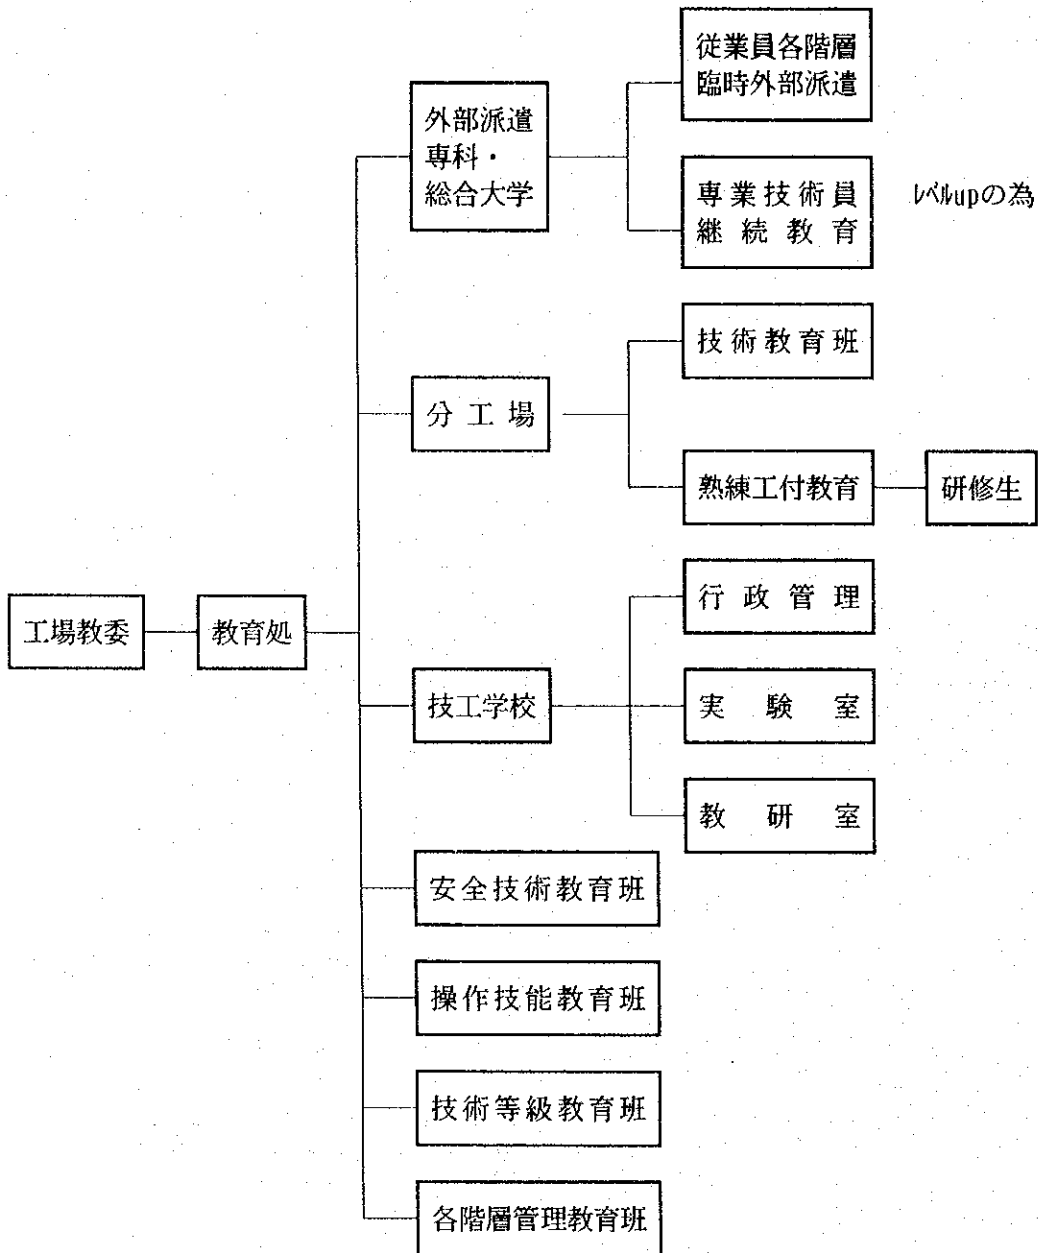 従業員各階層
臨時外部派遣
外部派遣
専科・
総合大学
専業技術員
継続教育
ﾚﾍﾞﾙupの為
技術教育班
分工場
熟練工付教育
研修生
行政管理
工場教委
教育処
技工学校
実験室
教研室
安全技術教育班
操作技能教育班
技術等級教育班
各階層管理教育班